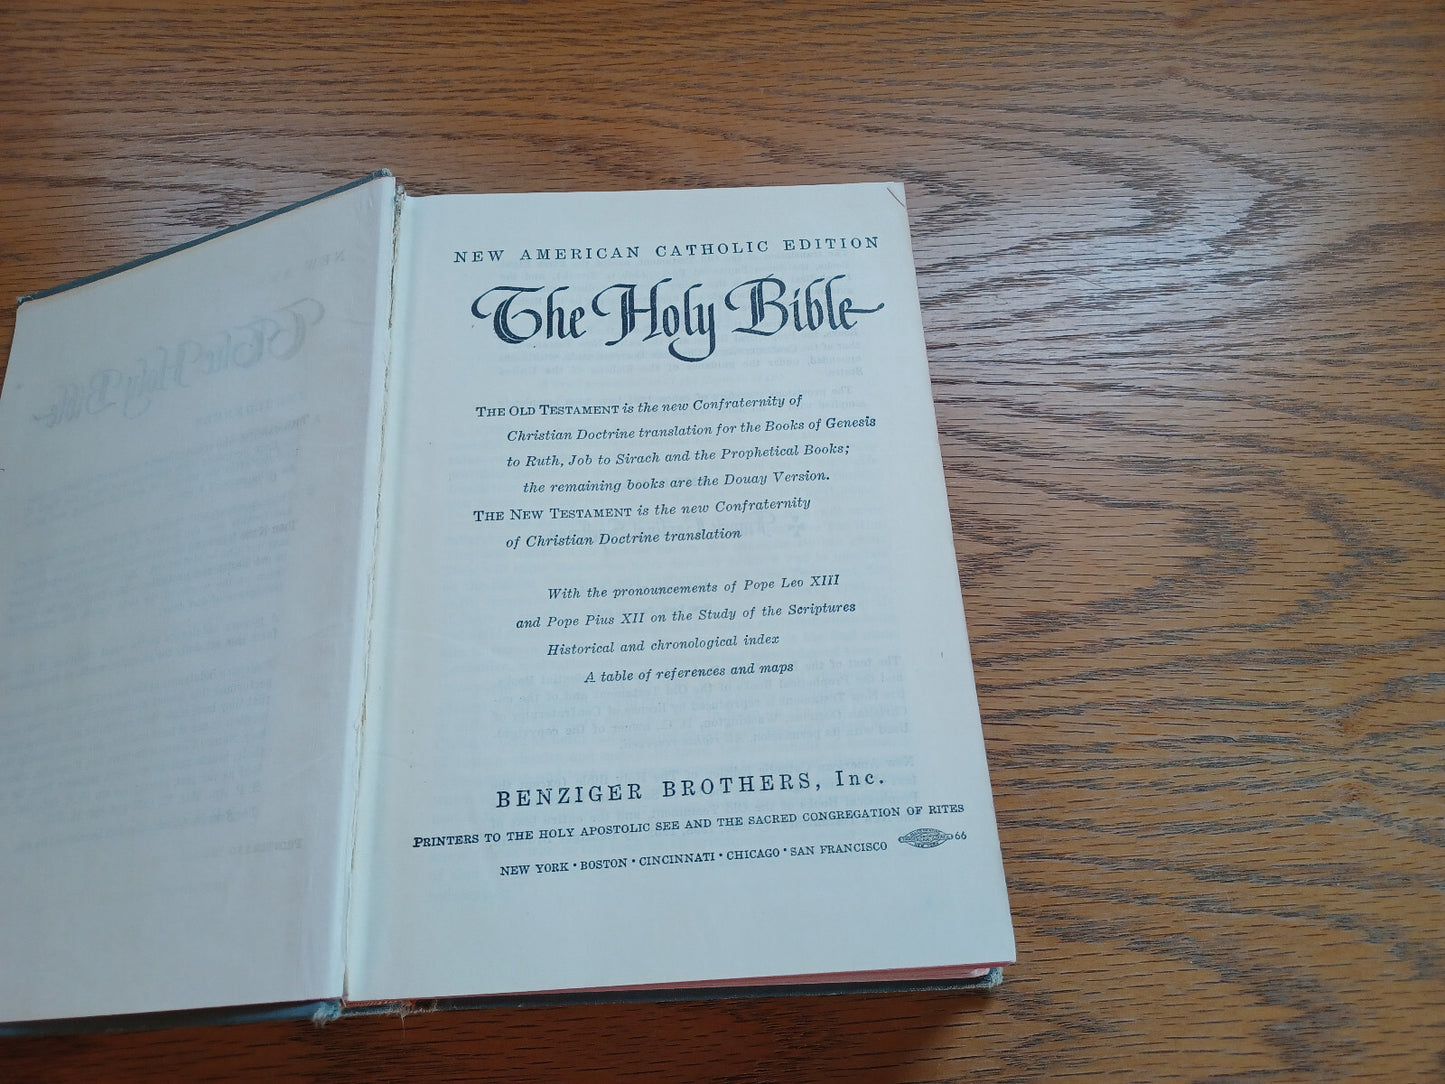 NEW AMERICAN CATHOLIC EDITION
The Holy Bible
THE OLD TESTAMENT is the new Confraternity of
Christian Doctrine translation for the Books of Genesis
to Ruth, Job to Sirach and the Prophetical Books;
the remaining books are the Douay Version.
THE NEW TESTAMENT is the new Confraternity
of Christian Doctrine translation
With the pronouncements of Pope Leo XIII
and Pope Pius XII on the Study of the Scriptures
Historical and chronological index
A table of references and maps
BENZIGER BROTHERS, Inc.
PRINTERS TO THE HOLY APOSTOLIC SEE AND THE SACRED CONGREGATION OF RITES
NEW YORK · BOSTON · CINCINNATI · CHICAGO · SAN FRANCISCO 66